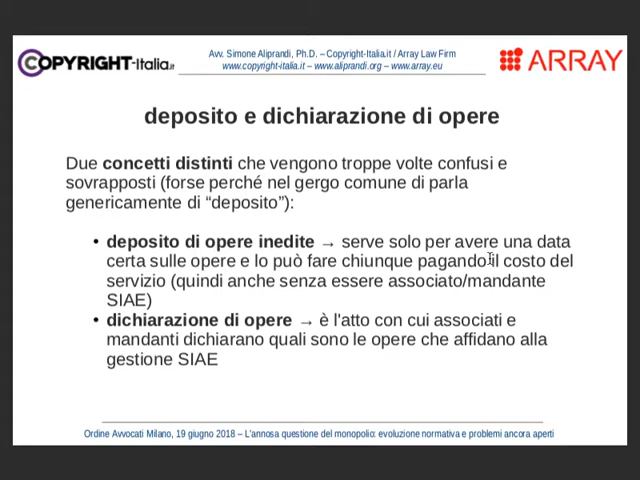 COPYRIGHT-Italia.it
Avv. Simone Aliprandi, Ph.D. – Copyright-Italia.it / Array Law Firm
www.copyright-italia.it – www.aliprandi.org – www.array.eu
ARRAY
deposito e dichiarazione di opere
Due concetti distinti che vengono troppe volte confusi e
sovrapposti (forse perché nel gergo comune di parla
genericamente di “deposito”):
• deposito di opere inedite → serve solo per avere una data
certa sulle opere e lo può fare chiunque pagando il costo del
servizio (quindi anche senza essere associato/mandante
SIAE)
• dichiarazione di opere → è l'atto con cui associati e
mandanti dichiarano quali sono le opere che affidano alla
gestione SIAE
Ordine Avvocati Milano, 19 giugno 2018 – L'annosa questione del monopolio: evoluzione normativa e problemi ancora aperti